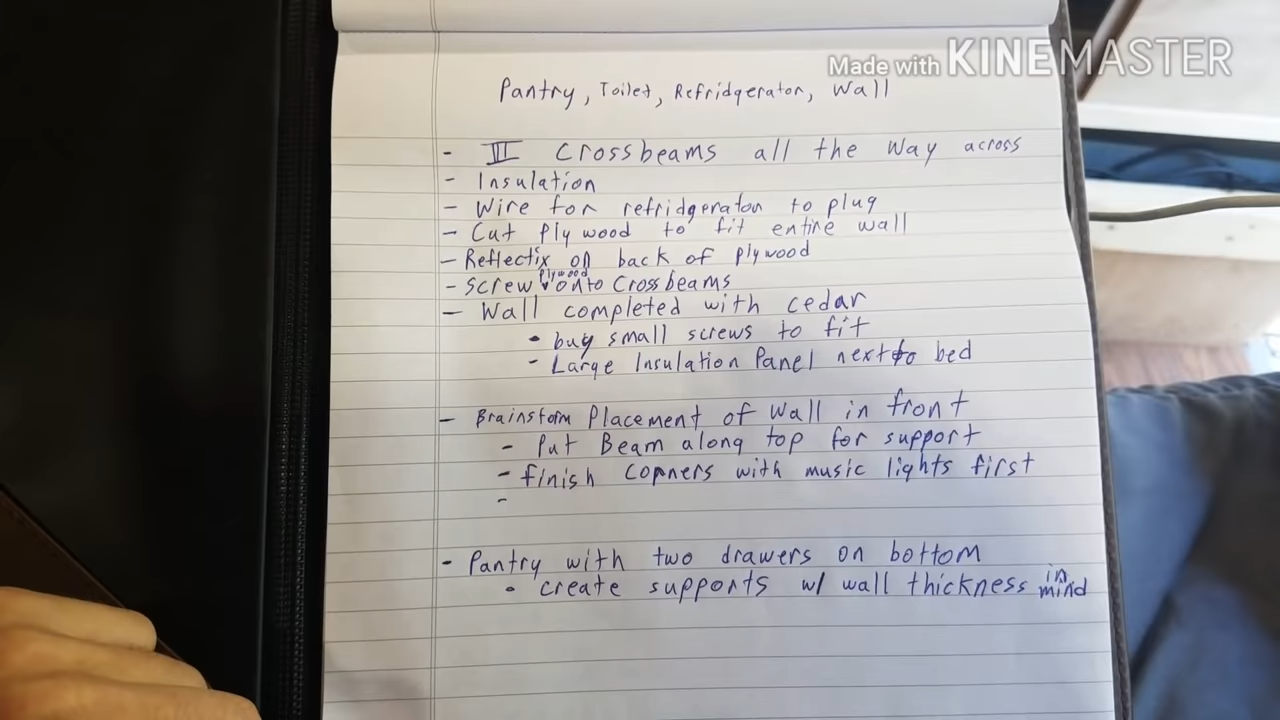 Made with KINEMASTER
Pantry, Toilet, Refridgerator, Wall
- III Crossbeams all the way across
- Insulation
- Wire for refridgerator to plug
- Cut plywood to fit entire wall
- Reflectix on back of plywood
- Screw plywood onto Crossbeams
- Wall completed with cedar
• buy small screws to fit
- Large Insulation Panel next to bed
- Brainstorm Placement of Wall in front
- Put Beam along top for support
- finish corners with music lights first
-
- Pantry with two drawers on bottom
• create supports w/ wall thickness in mind